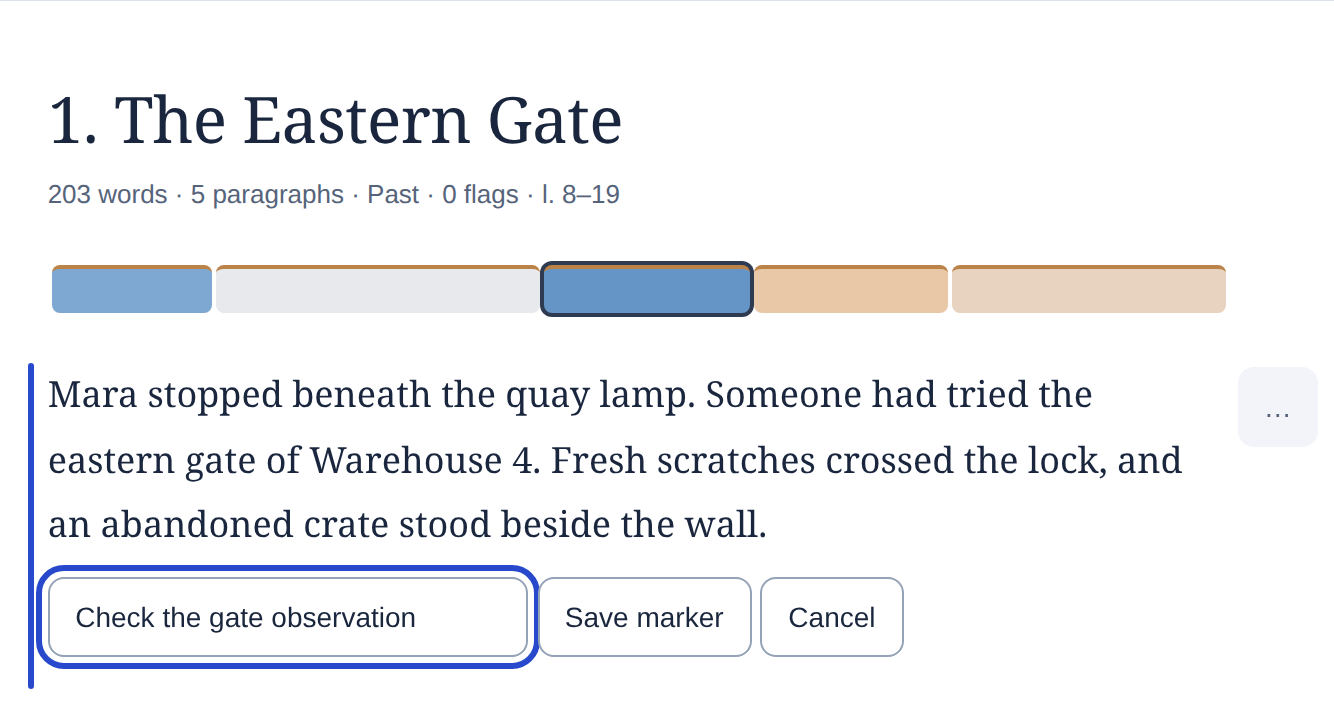 1. The Eastern Gate
203 words · 5 paragraphs · Past · 0 flags · l. 8–19
Mara stopped beneath the quay lamp. Someone had tried the
...
eastern gate of Warehouse 4. Fresh scratches crossed the lock, and
an abandoned crate stood beside the wall.
Check the gate observation Save marker Cancel